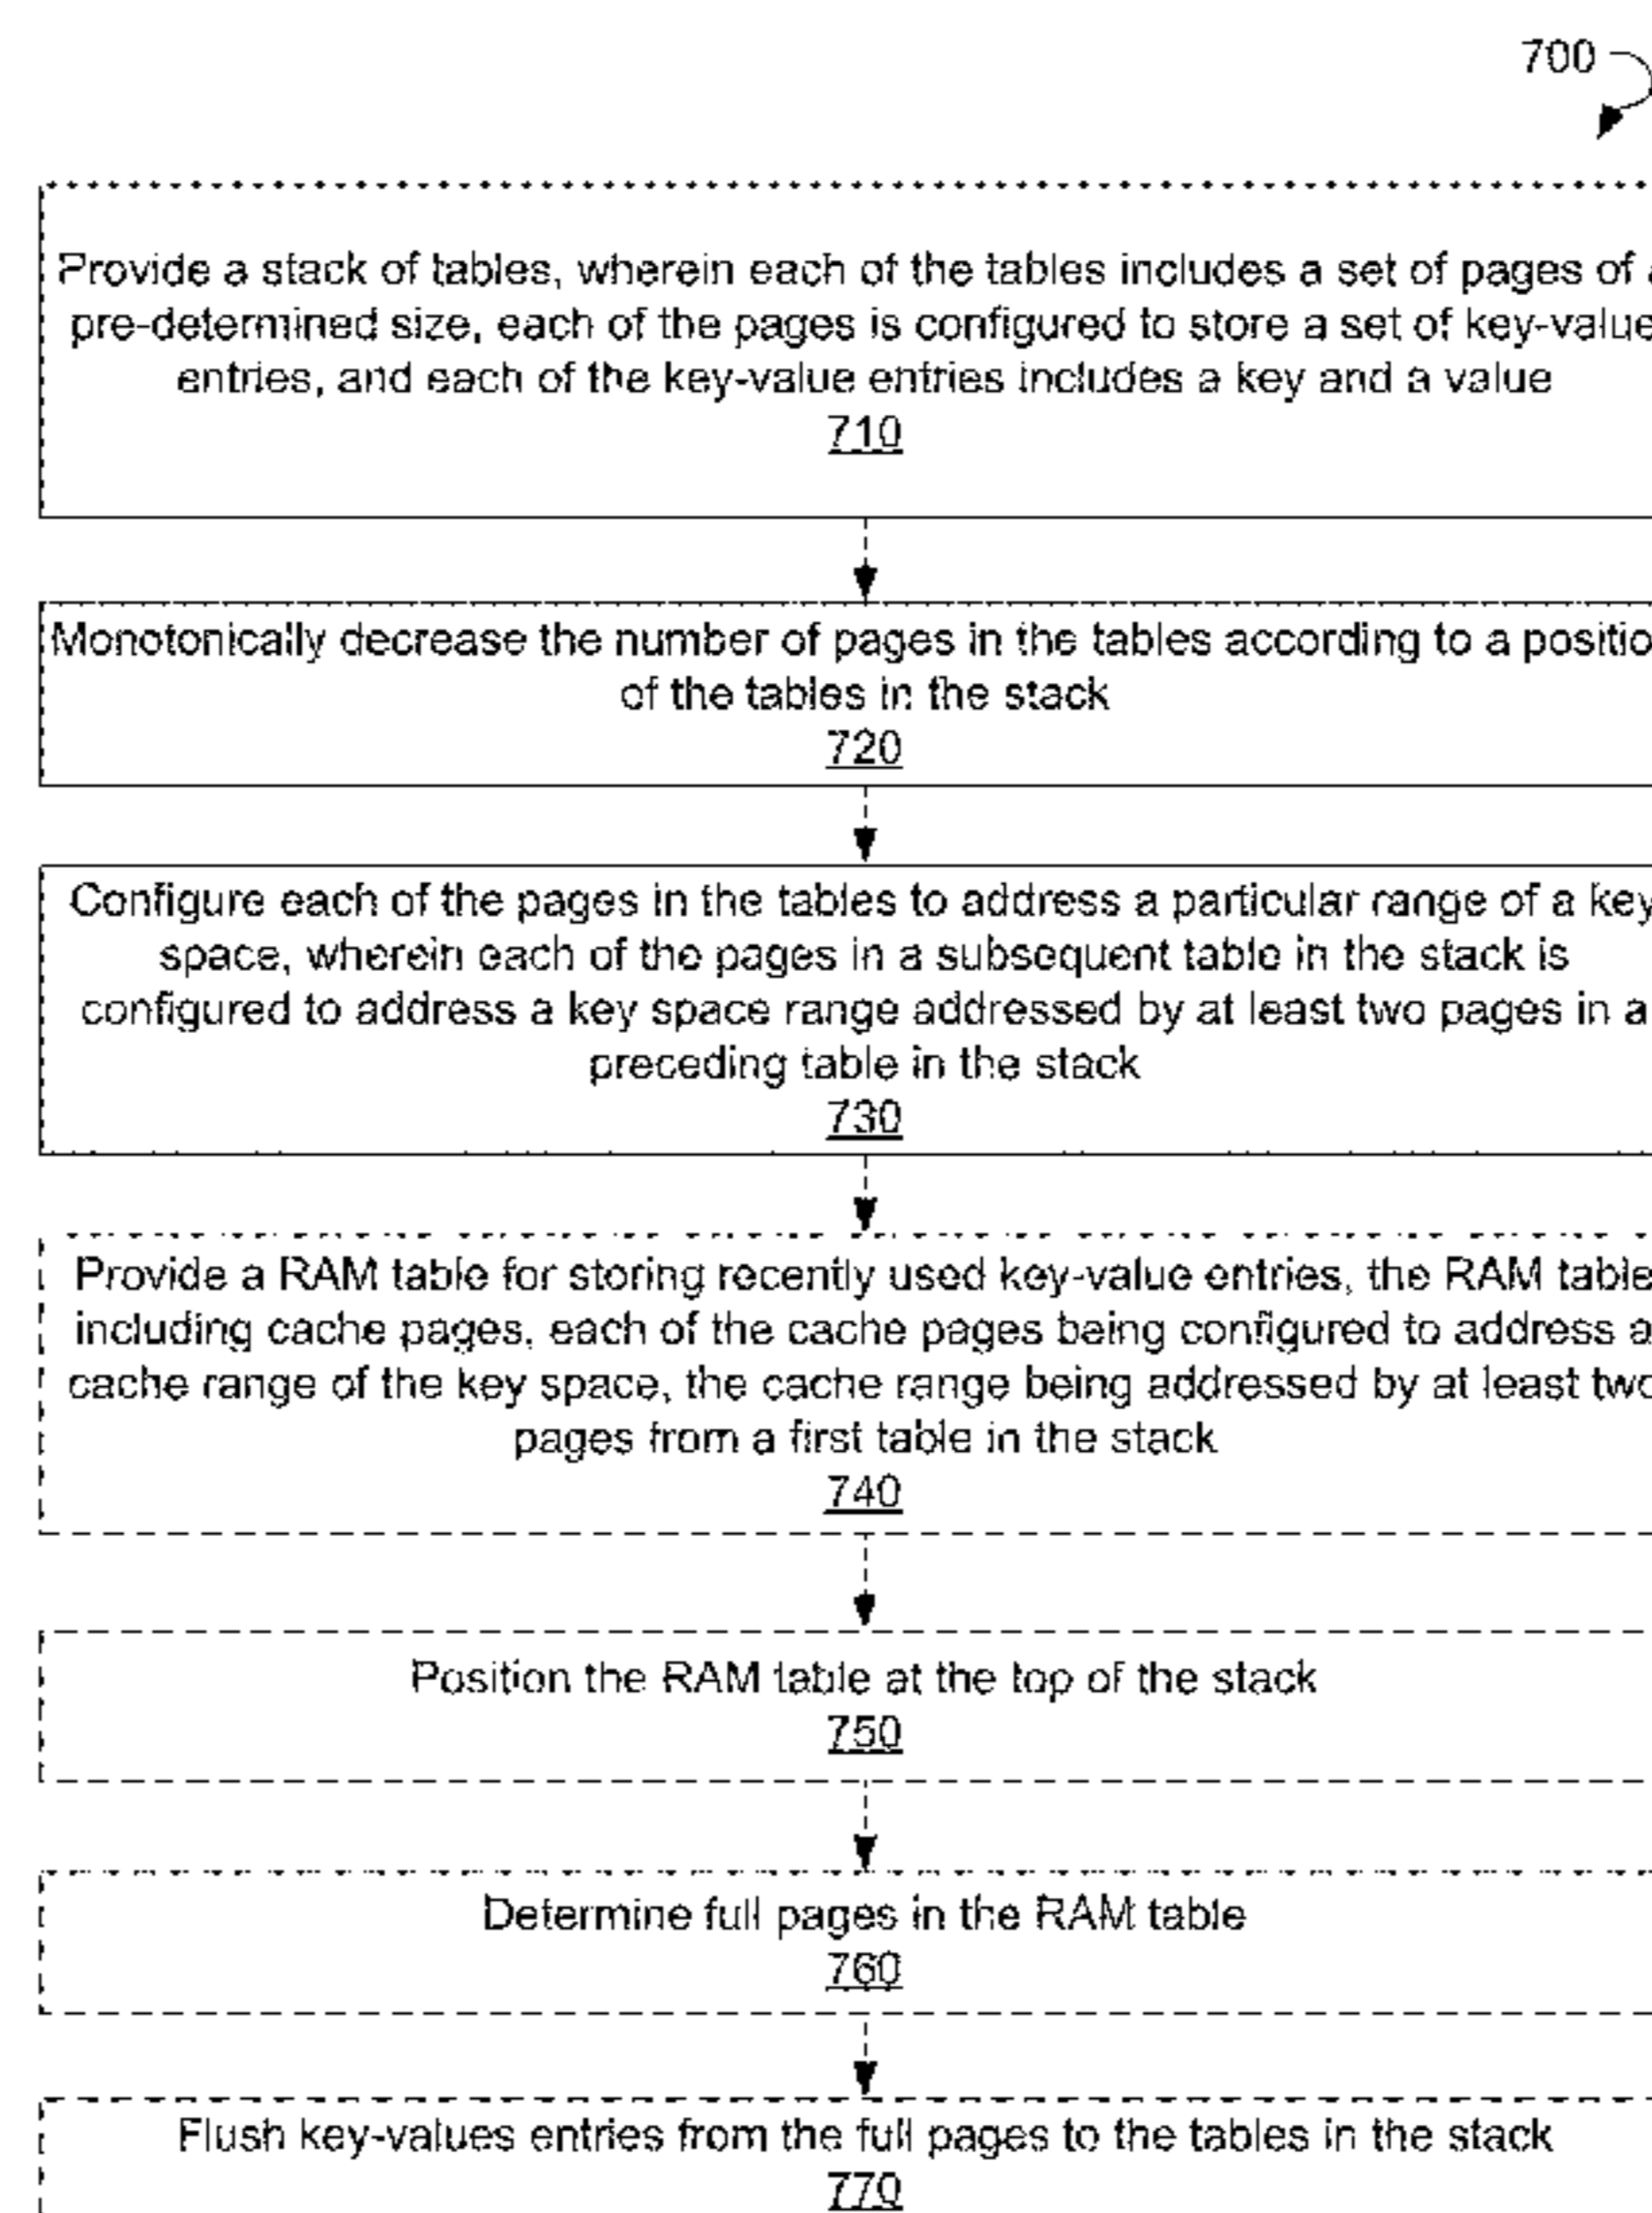 700
Provide a stack of tables, wherein each of the tables includes a set of pages of a
pre-determined size, each of the pages is configured to store a set of key-value
entries, and each of the key-value entries includes a key and a value
710
Monotonically decrease the number of pages in the tables according to a positio
of the tables in the stack
720
Configure each of the pages in the tables to address a particular range of a key
space, wherein each of the pages in a subsequent table in the stack is
configured to address a key space range addressed by at least two pages in a
preceding table in the stack
730
Provide a RAM table for storing recently used key-value entries, the RAM table
including cache pages, each of the cache pages being configured to address a
cache range of the key space, the cache range being addressed by at least two
pages from a first table in the stack
740
Position the RAM table at the top of the stack
750
Determine full pages in the RAM table
760
Flush key-values entries from the full pages to the tables in the stack
770